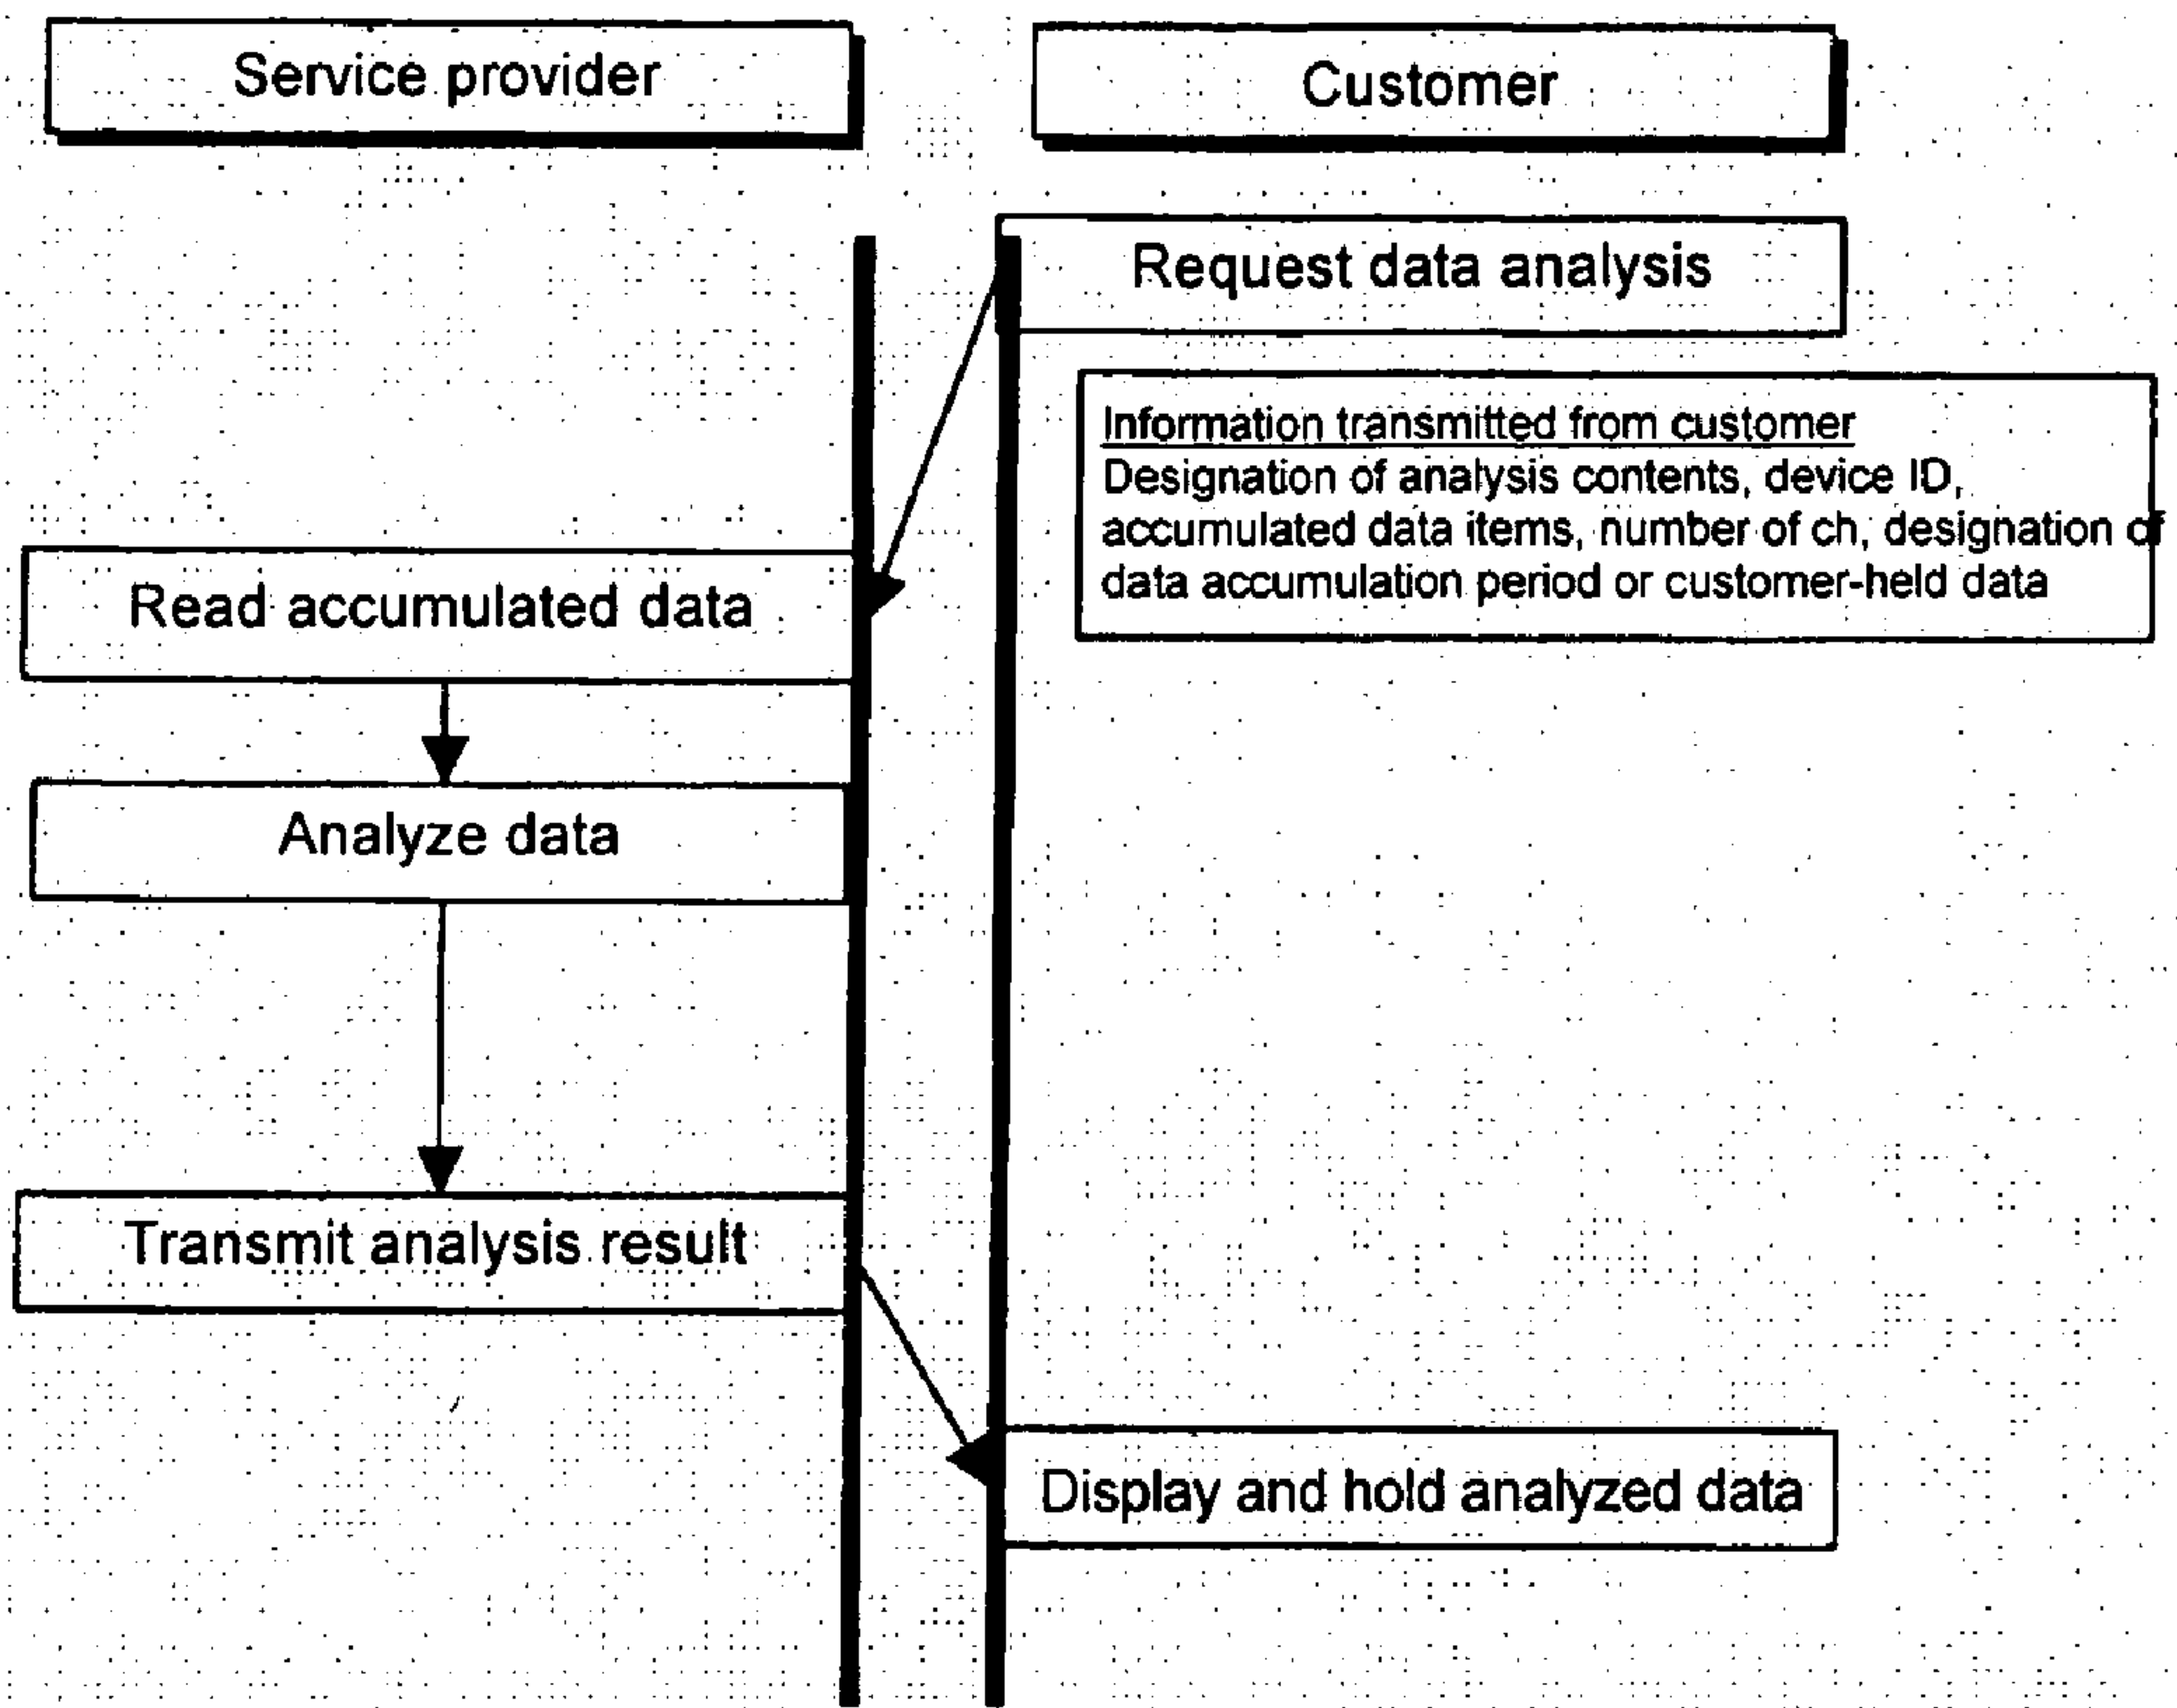 Service provider
Customer
Request data analysis
Information transmitted from customer
Designation of analysis contents, device ID,
accumulated data items, number of ch, designation of
data accumulation period or customer-held data
Read accumulated data
Analyze data
Transmit analysis result
Display and hold analyzed data